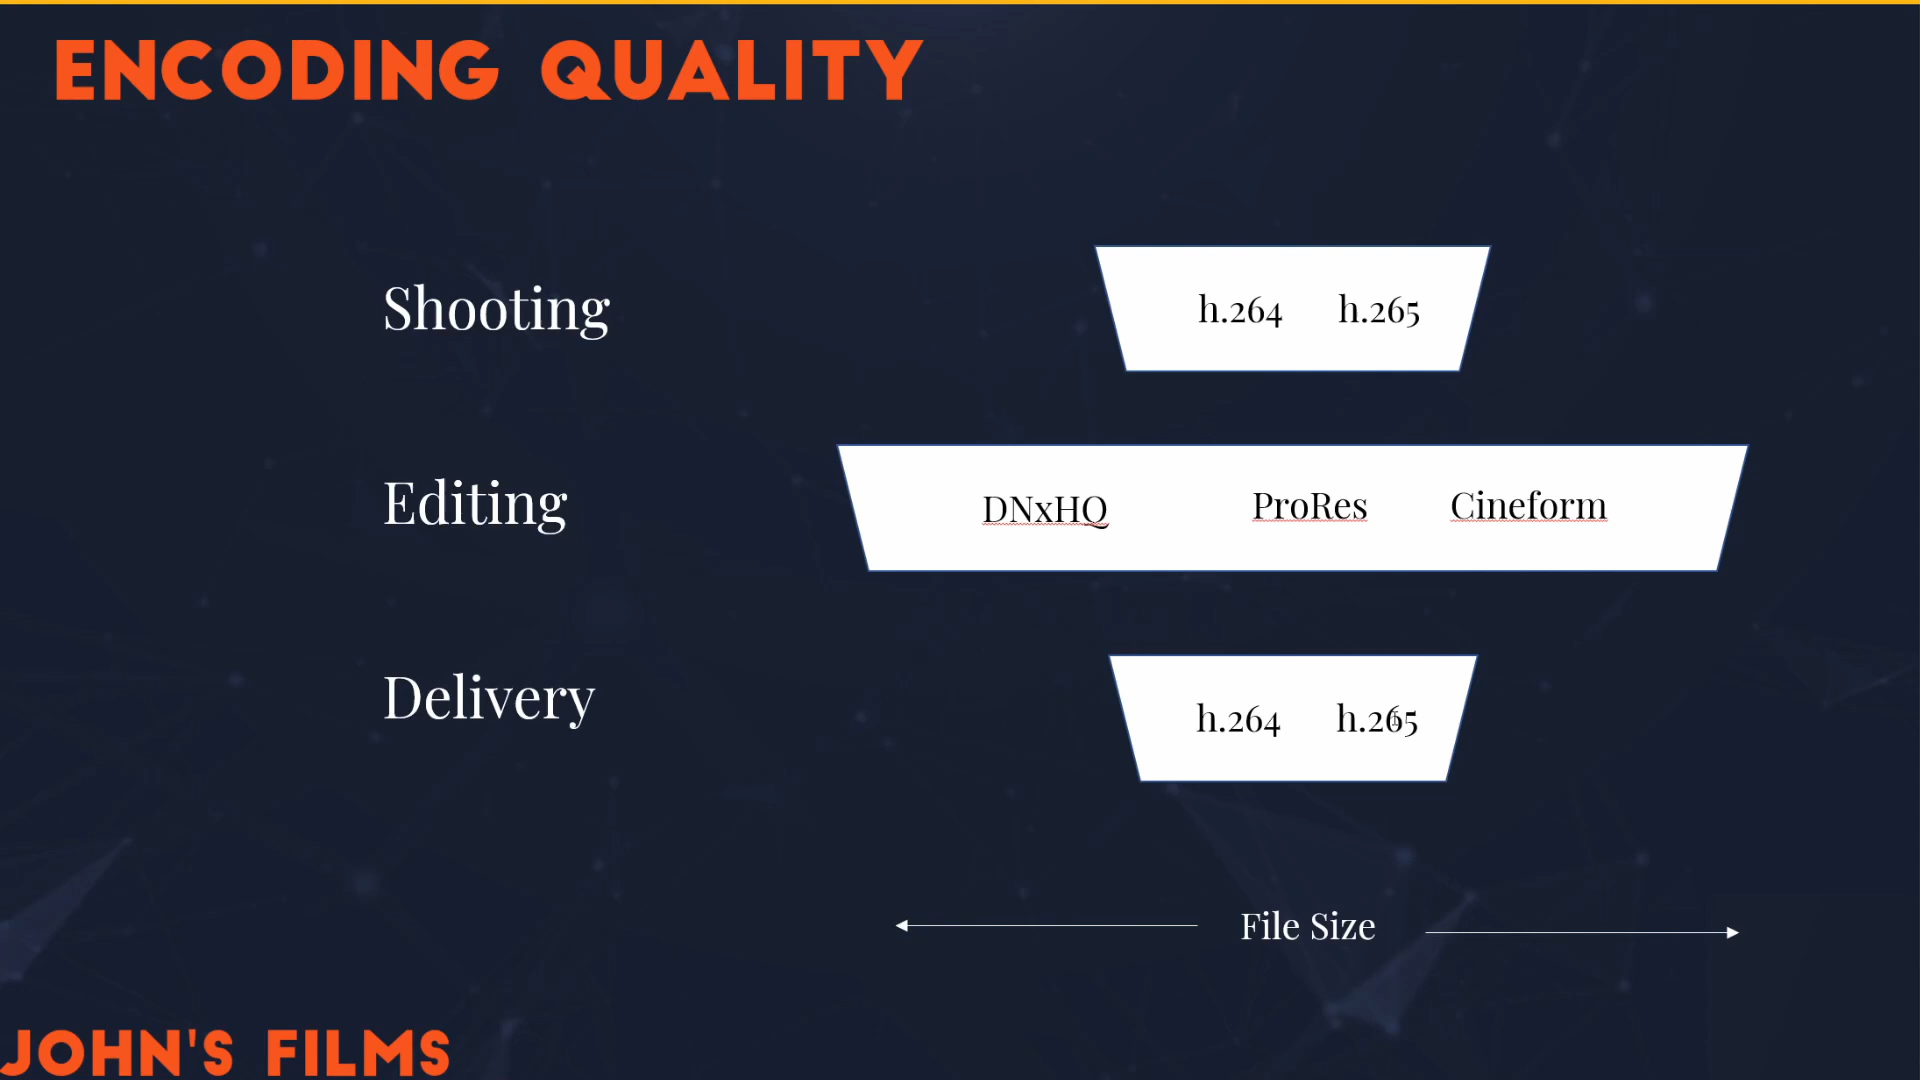 ENCODING QUALITY
Shooting
h.264 h.265
Editing
DNxHQ ProRes Cineform
Delivery
h.264 h.265
File Size
JOHN'S FILMS